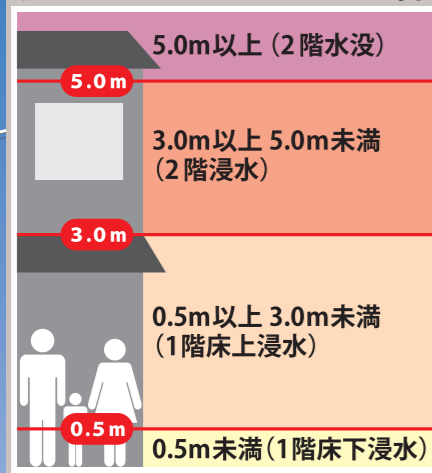 5.0m以上（2階水没）
5.0m
3.0m以上 5.0m未満
（2階浸水）
3.0m
0.5m以上 3.0m未満
（1階床上浸水）
0.5m
0.5m未満（1階床下浸水）